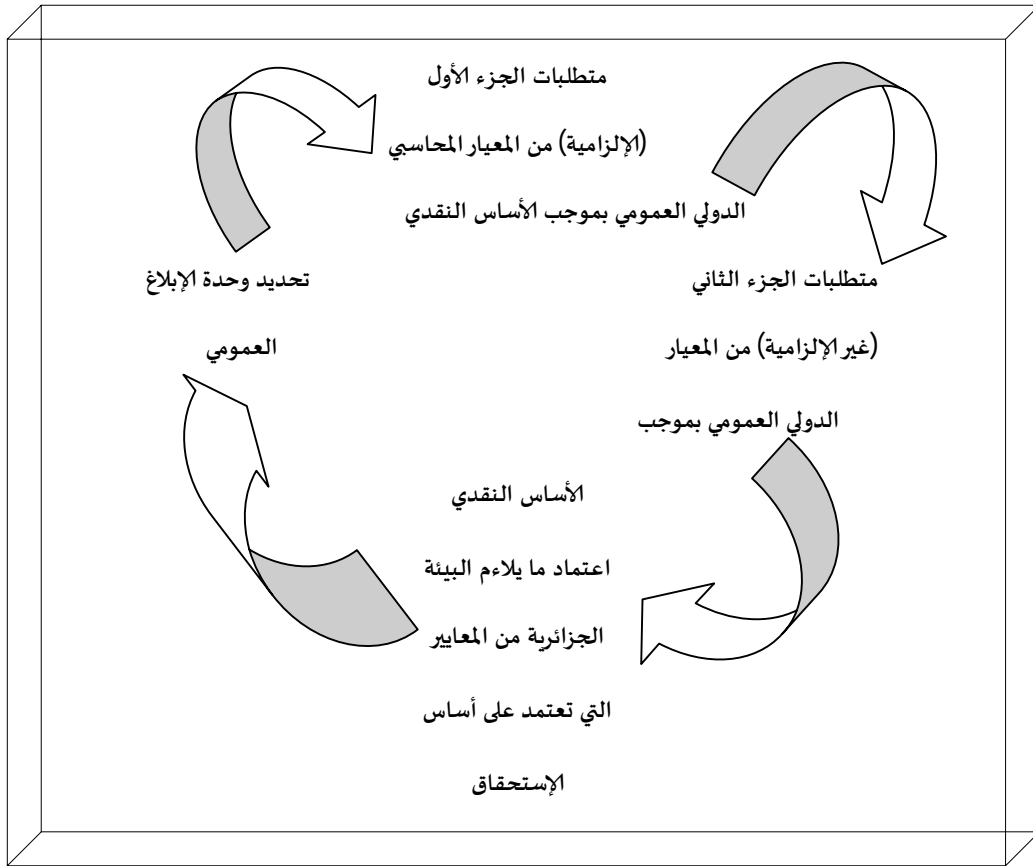 متطلبات الجزء الأول
(الإلزامية) من المعيار المحاسبي
الدولي العمومي بموجب الأساس النقدي
متطلبات الجزء الثاني
(غير الإلزامية) من المعيار
الدولي العمومي بموجب
الأساس النقدي
اعتماد ما يلاءم البيئة
الجزائرية من المعايير
التي تعتمد على أساس
الإستحقاق
تحديد وحدة الإبلاغ
العمومي